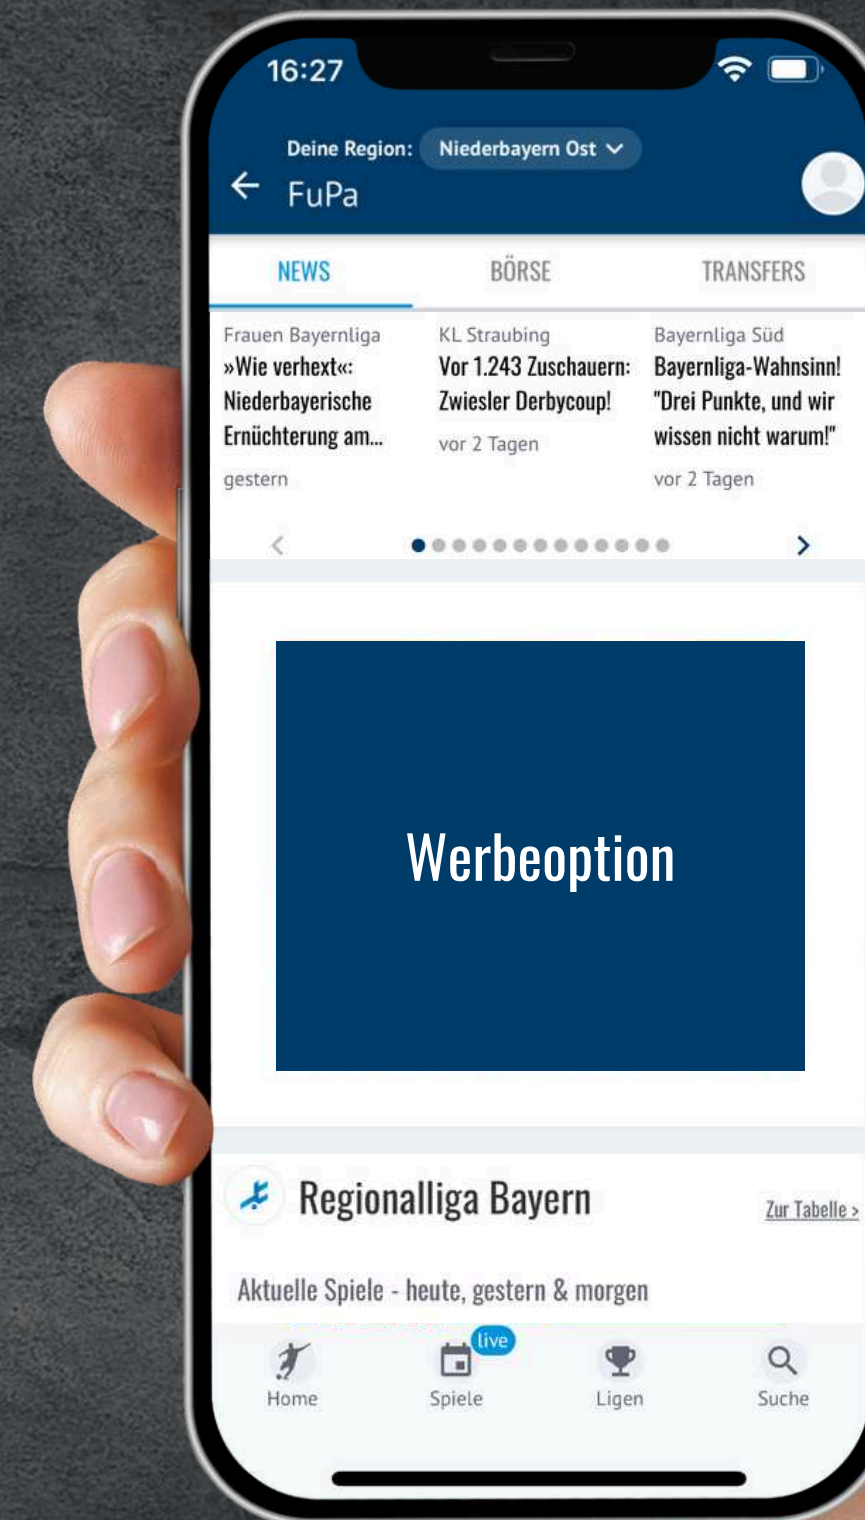 16:27
Deine Region: Niederbayern Ost
FuPa
NEWS BÖRSE TRANSFERS
Frauen Bayernliga
»Wie verhext«:
Niederbayerische
Ernüchterung am...
gestern
KL Straubing
Vor 1.243 Zuschauern:
Zwiesler Derbycoup!
vor 2 Tagen
Bayernliga Süd
Bayernliga-Wahnsinn!
"Drei Punkte, und wir
wissen nicht warum!"
vor 2 Tagen
Werbeoption
Regionalliga Bayern
Zur Tabelle >
Aktuelle Spiele - heute, gestern & morgen
live
Home Spiele Ligen Suche